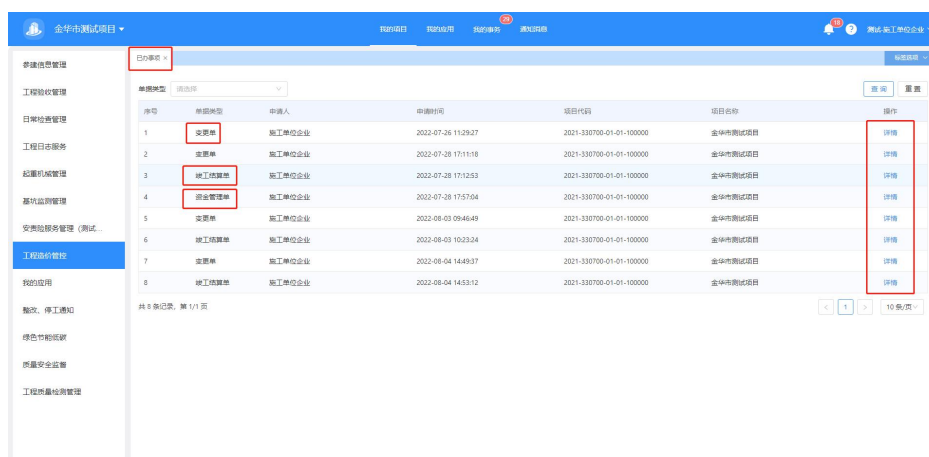 金华市测试项目
我的项目 我的应用 我的事务 29 通知消息
18 ? 测试-施工单位企业
参建信息管理
工程验收管理
日常检查管理
工程日志服务
起重机械管理
基坑监测管理
安责险服务管理（测试...
工程造价管控
我的应用
整改、停工通知
绿色节能低碳
质量安全监督
工程质量检测管理
已办事项 ×
标签选项
单据类型 请选择 查 询 重 置
序号 单据类型 申请人 申请时间 项目代码 项目名称 操作
1 变更单 施工单位企业 2022-07-26 11:29:27 2021-330700-01-01-100000 金华市测试项目 详情
2 变更单 施工单位企业 2022-07-28 17:11:18 2021-330700-01-01-100000 金华市测试项目 详情
3 竣工结算单 施工单位企业 2022-07-28 17:12:53 2021-330700-01-01-100000 金华市测试项目 详情
4 资金管理单 施工单位企业 2022-07-28 17:57:04 2021-330700-01-01-100000 金华市测试项目 详情
5 变更单 施工单位企业 2022-08-03 09:46:49 2021-330700-01-01-100000 金华市测试项目 详情
6 竣工结算单 施工单位企业 2022-08-03 10:23:24 2021-330700-01-01-100000 金华市测试项目 详情
7 变更单 施工单位企业 2022-08-04 14:49:37 2021-330700-01-01-100000 金华市测试项目 详情
8 竣工结算单 施工单位企业 2022-08-04 14:53:12 2021-330700-01-01-100000 金华市测试项目 详情
共 8 条记录，第 1/1 页 < 1 > 10 条/页